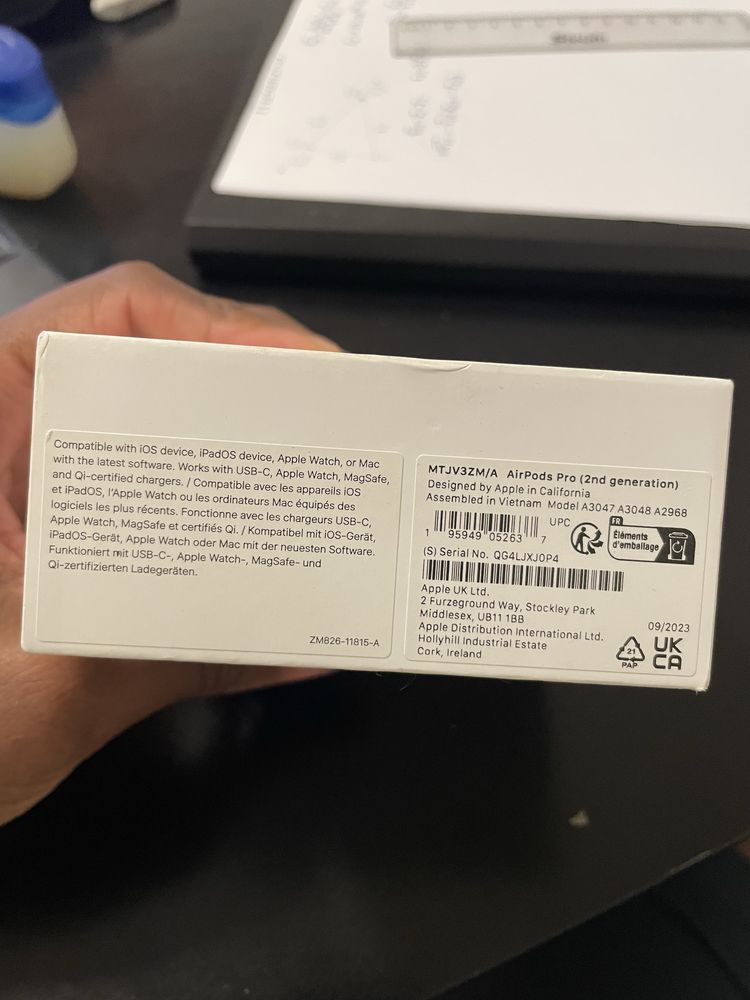 Compatible with iOS device, iPadOS device, Apple Watch, or Mac
with the latest software. Works with USB-C, Apple Watch, MagSafe,
and Qi-certified chargers. / Compatible avec les appareils iOS
et iPadOS, l'Apple Watch ou les ordinateurs Mac équipés des
logiciels les plus récents. Fonctionne avec les chargeurs USB-C,
Apple Watch, MagSafe et certifiés Qi. / Kompatibel mit iOS-Gerät,
iPadOS-Gerät, Apple Watch oder Mac mit der neuesten Software.
Funktioniert mit USB-C-, Apple Watch-, MagSafe- und
Qi-zertifizierten Ladegeräten.
ZM826-11815-A
MTJV3ZM/A AirPods Pro (2nd generation)
Designed by Apple in California
Assembled in Vietnam Model A3047 A3048 A2968
UPC
1 95949 05263 7
FR
Éléments
d'emballage
(S) Serial No. QG4LJXJ0P4
Apple UK Ltd.
2 Furzeground Way, Stockley Park
Middlesex, UB11 1BB
Apple Distribution International Ltd.
Hollyhill Industrial Estate
Cork, Ireland
09/2023
21
PAP
UK
CA